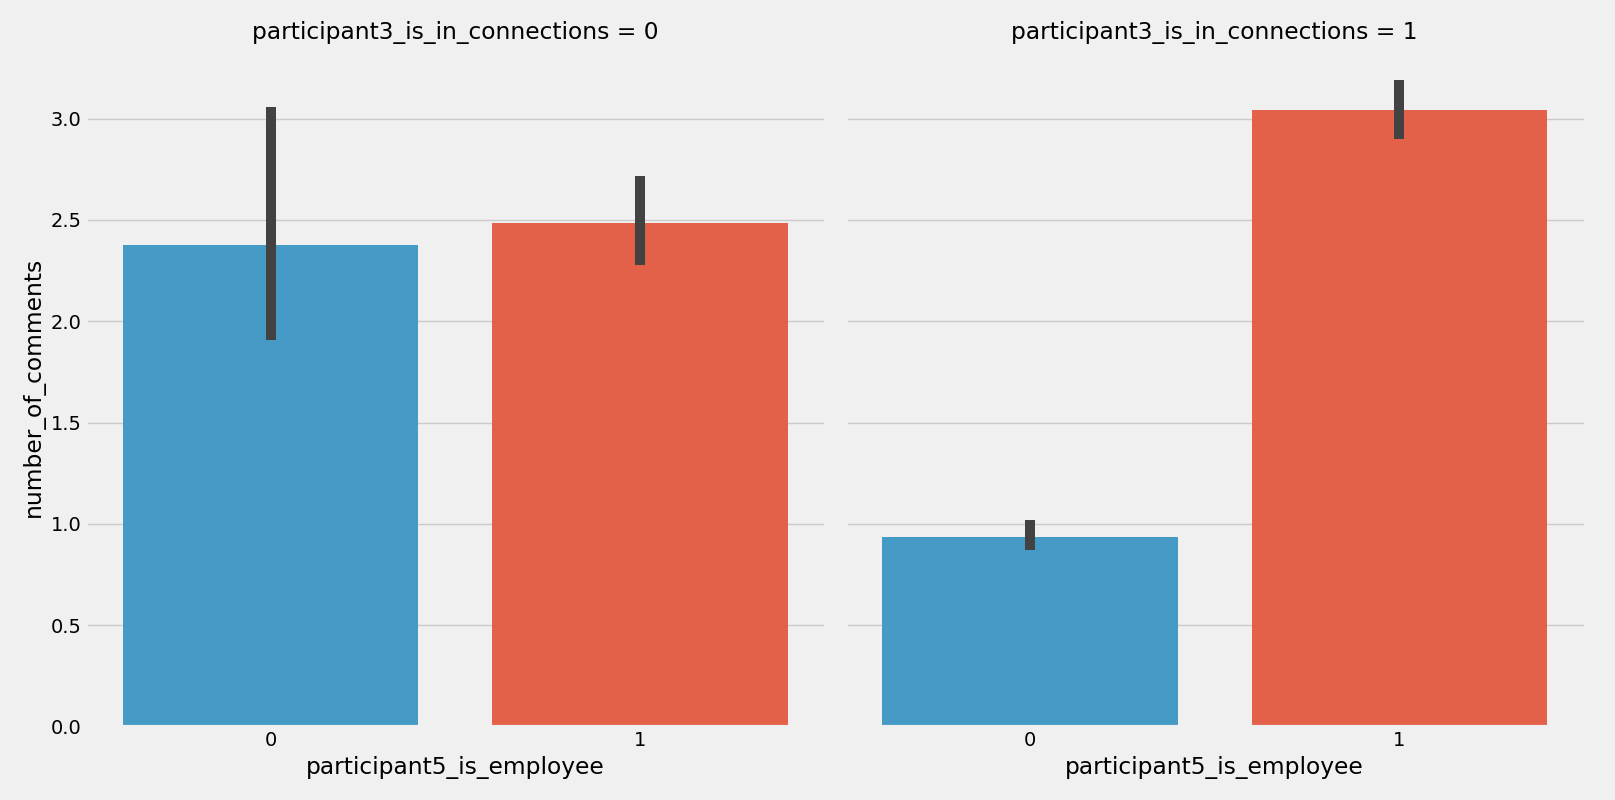 participant3_is_in_connections = 0
participant3_is_in_connections = 1
number_of_comments
3.0
2.5
2.0
1.5
1.0
0.5
0.0
0 1
0 1
participant5_is_employee
participant5_is_employee